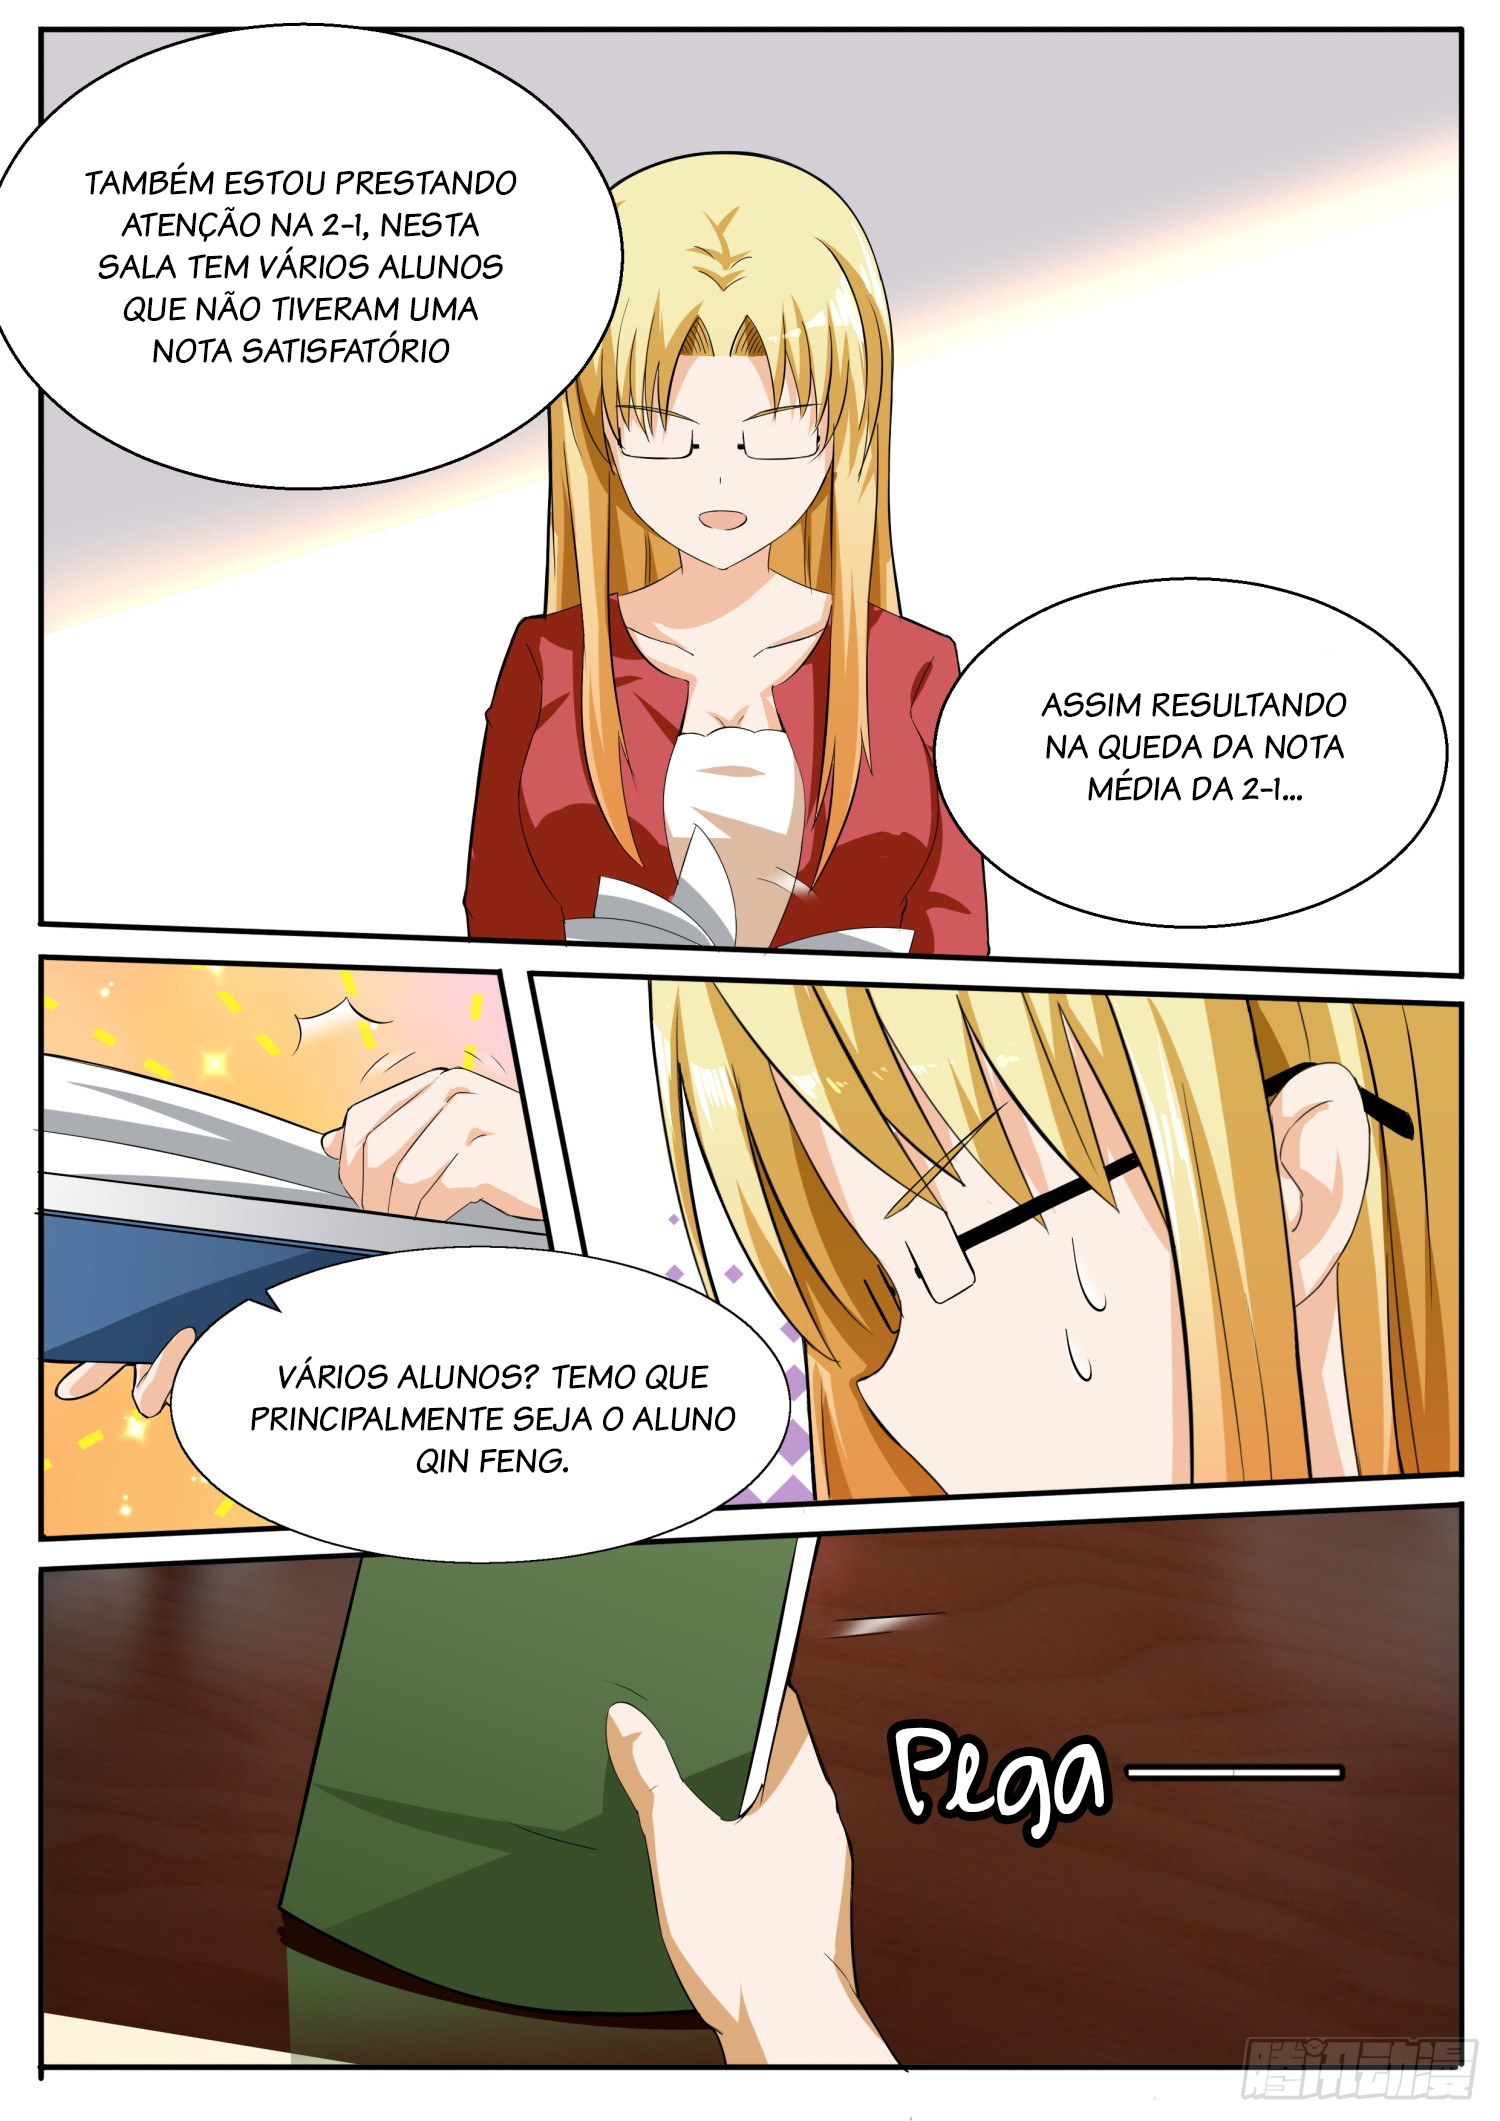 TAMBÉM ESTOU PRESTANDO
ATENÇÃO NA 2-1, NESTA
SALA TEM VÁRIOS ALUNOS
QUE NÃO TIVERAM UMA
NOTA SATISFATÓRIO
ASSIM RESULTANDO
NA QUEDA DA NOTA
MÉDIA DA 2-1...
VÁRIOS ALUNOS? TEMO QUE
PRINCIPALMENTE SEJA O ALUNO
QIN FENG.
Pega
腾讯动漫